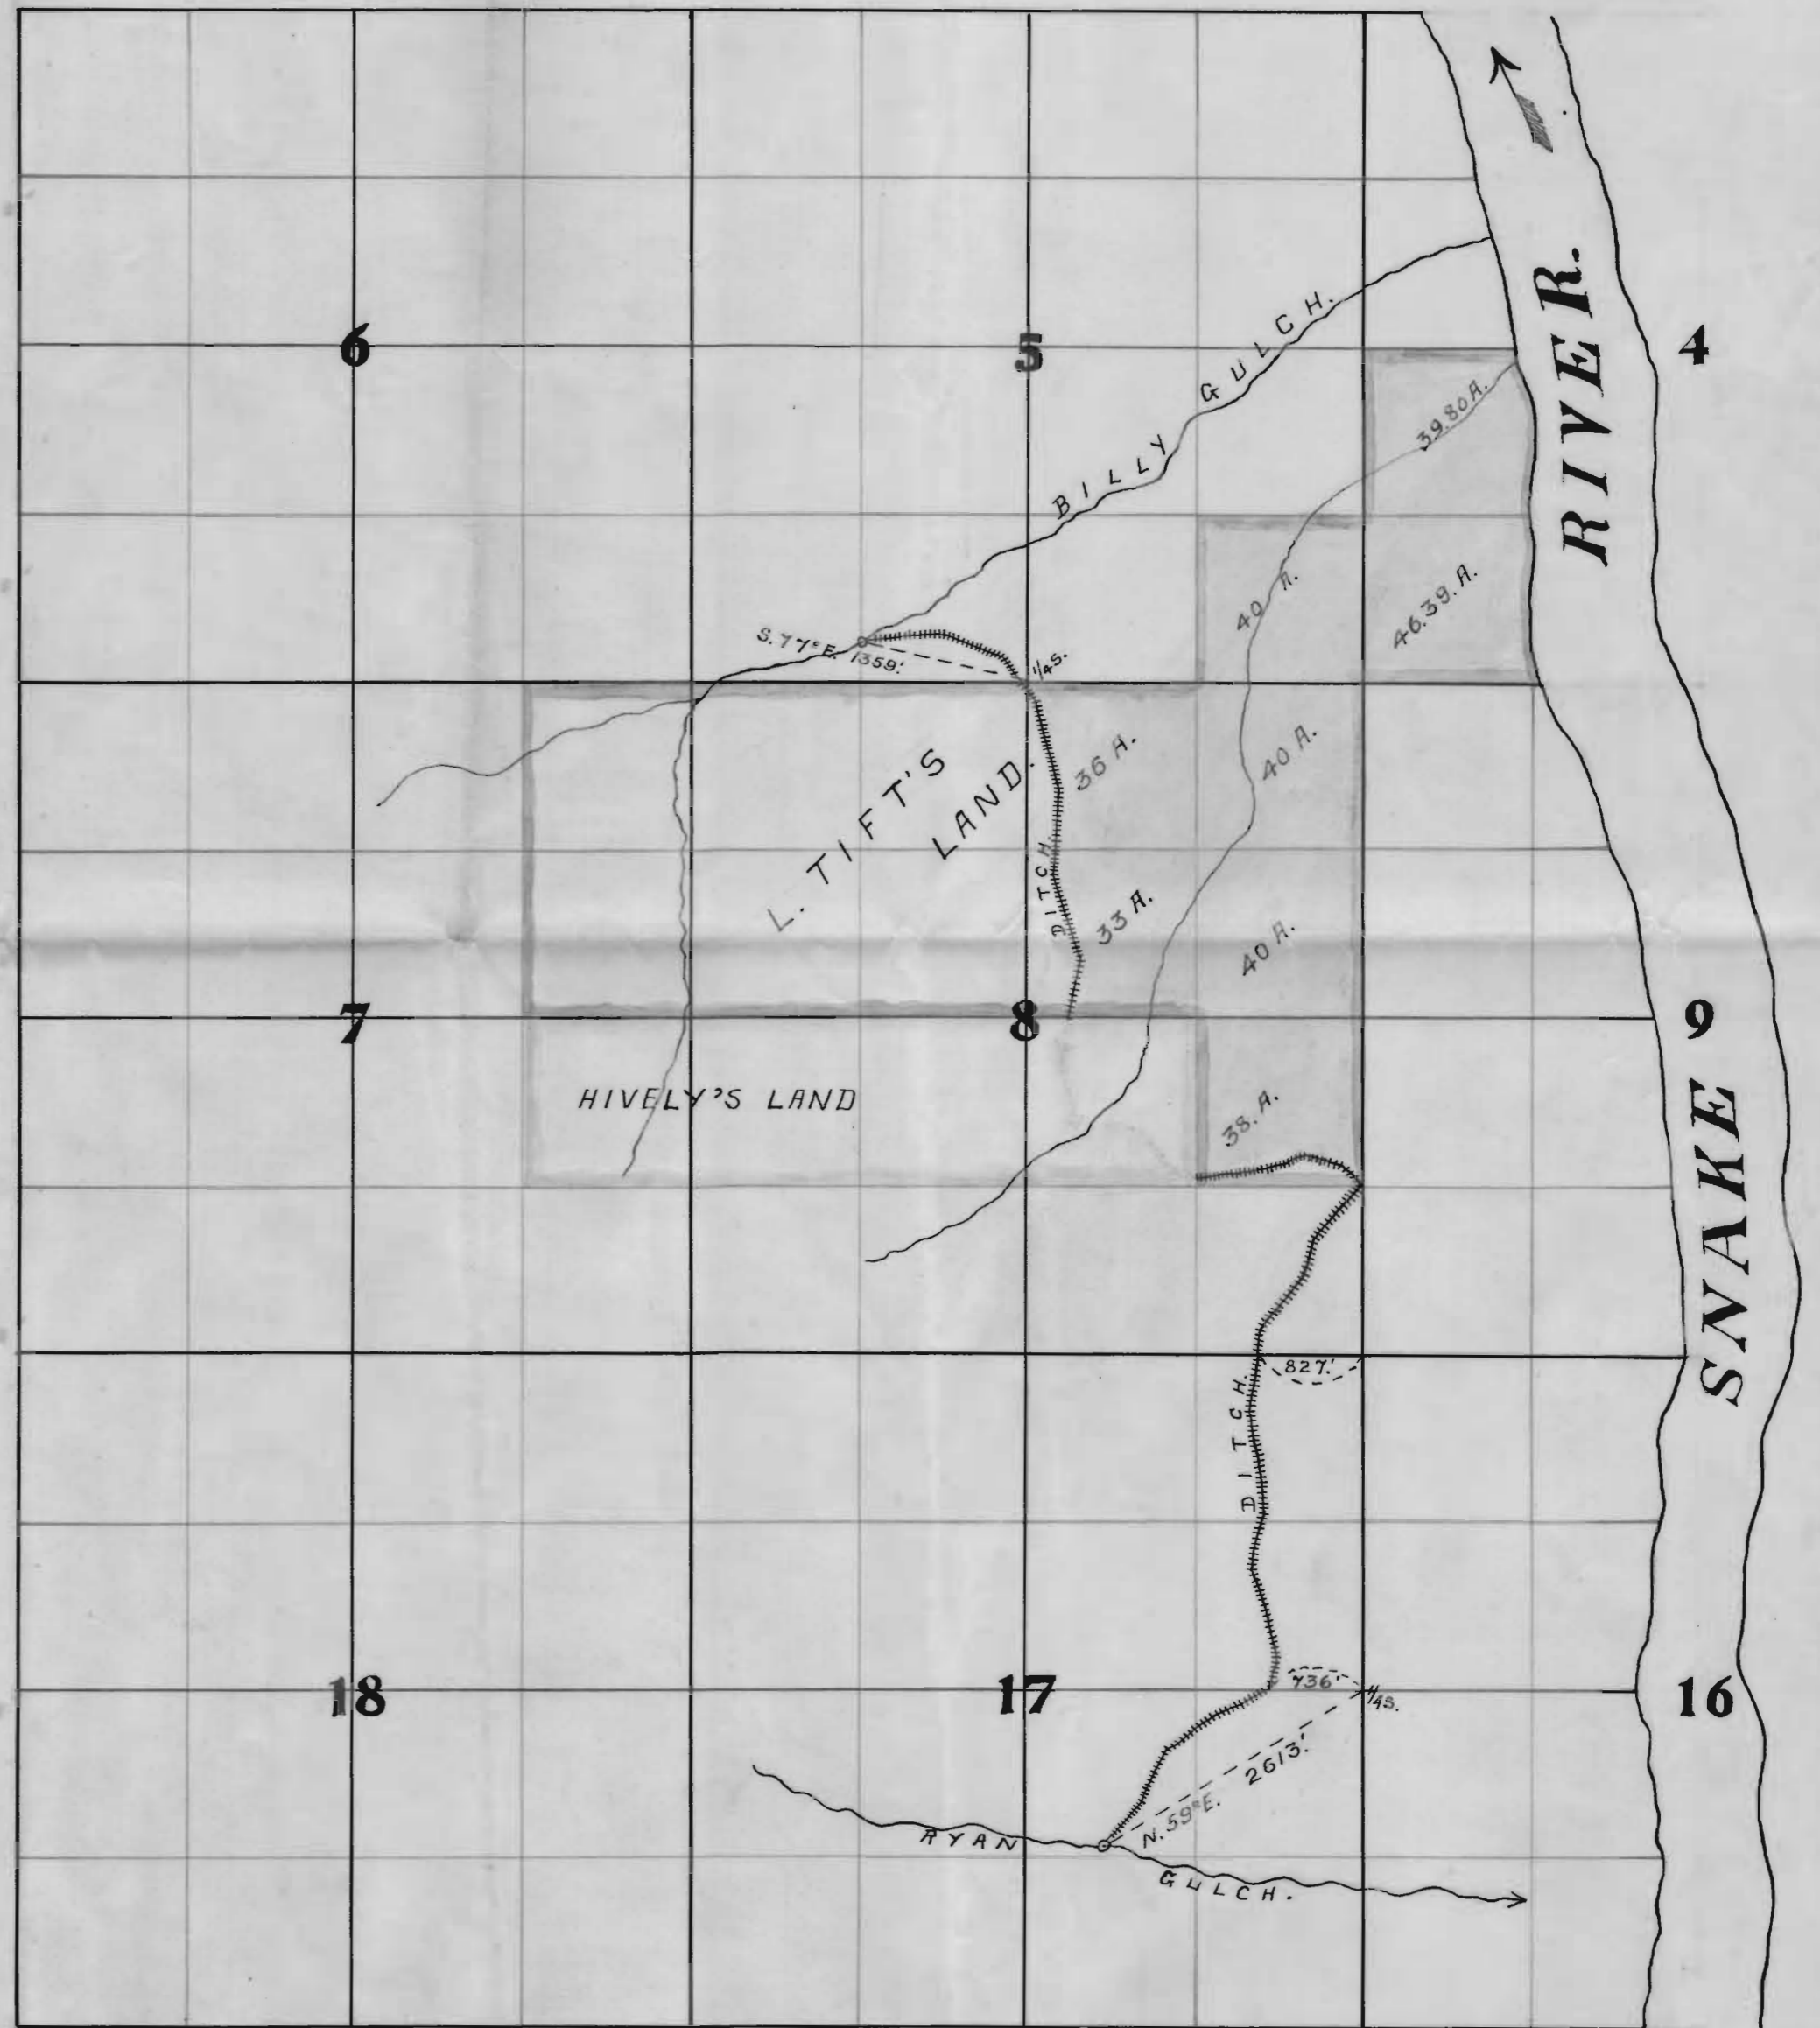 6
5
4
RIVER.
BILLY GULCH.
39.80 A.
40 A.
46.39. A.
S. 77° E. 1359.'
1/4 S.
L. TIFT'S
LAND.
36 A.
40 A.
DITCH.
33 A.
40 A.
7
8
9
HIVELY'S LAND
38. A.
SNAKE
827.'
DITCH.
18
17
736'
1/4 S.
16
N. 59° E. 2613.'
RYAN GULCH.